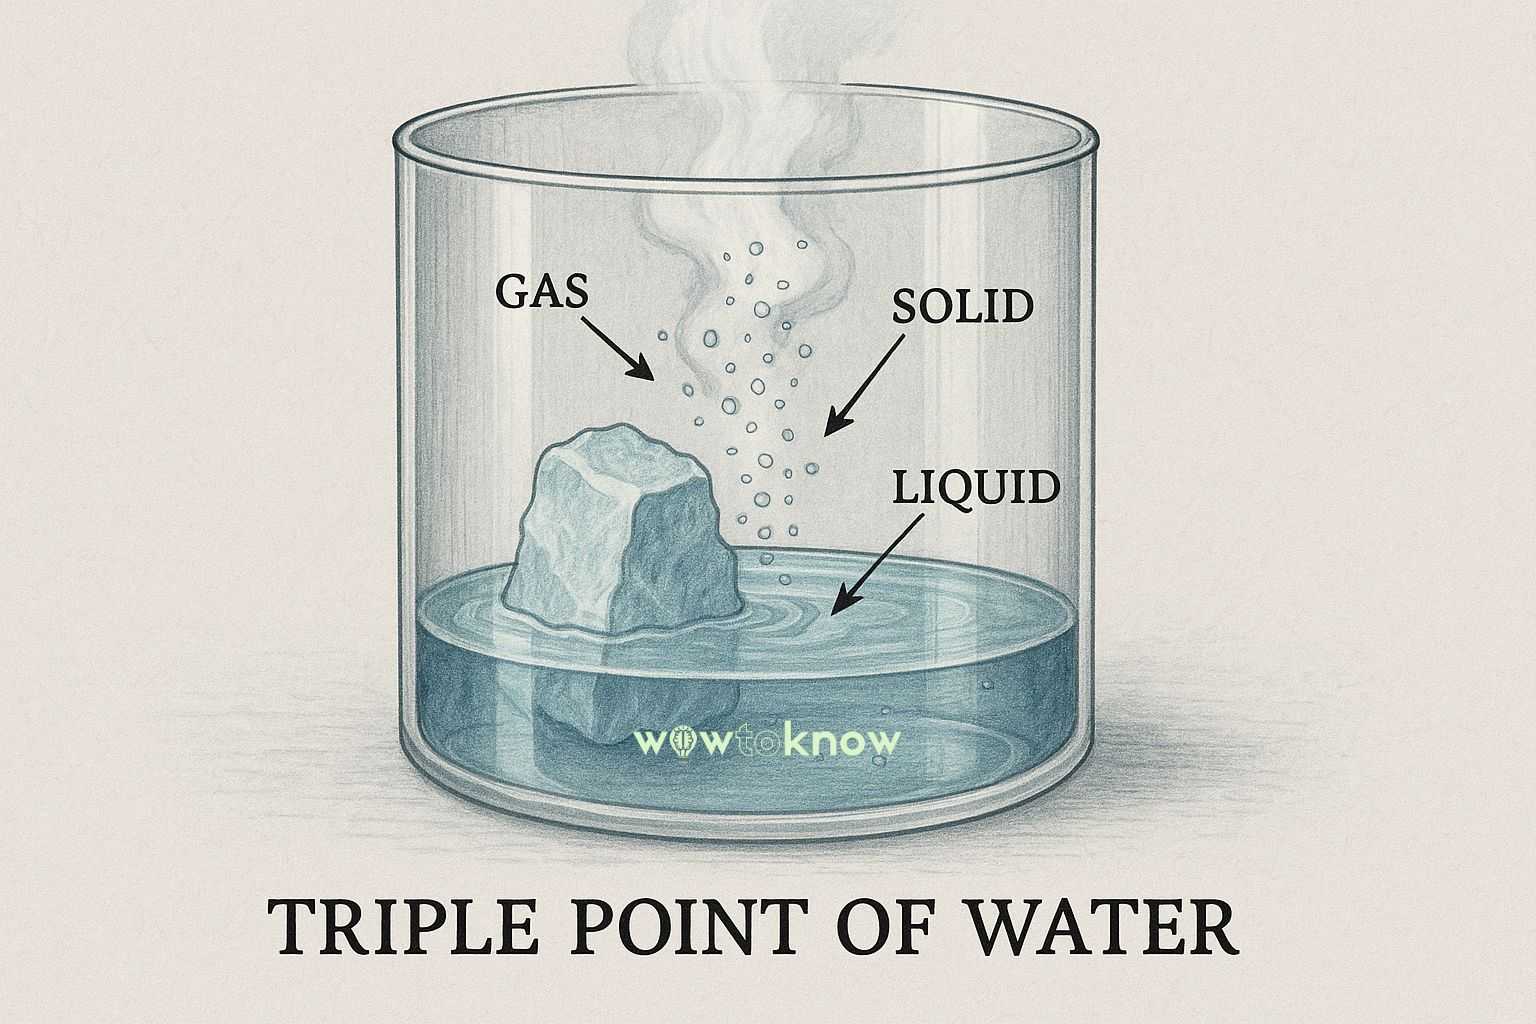 GAS
SOLID
LIQUID
wowtoknow
TRIPLE POINT OF WATER